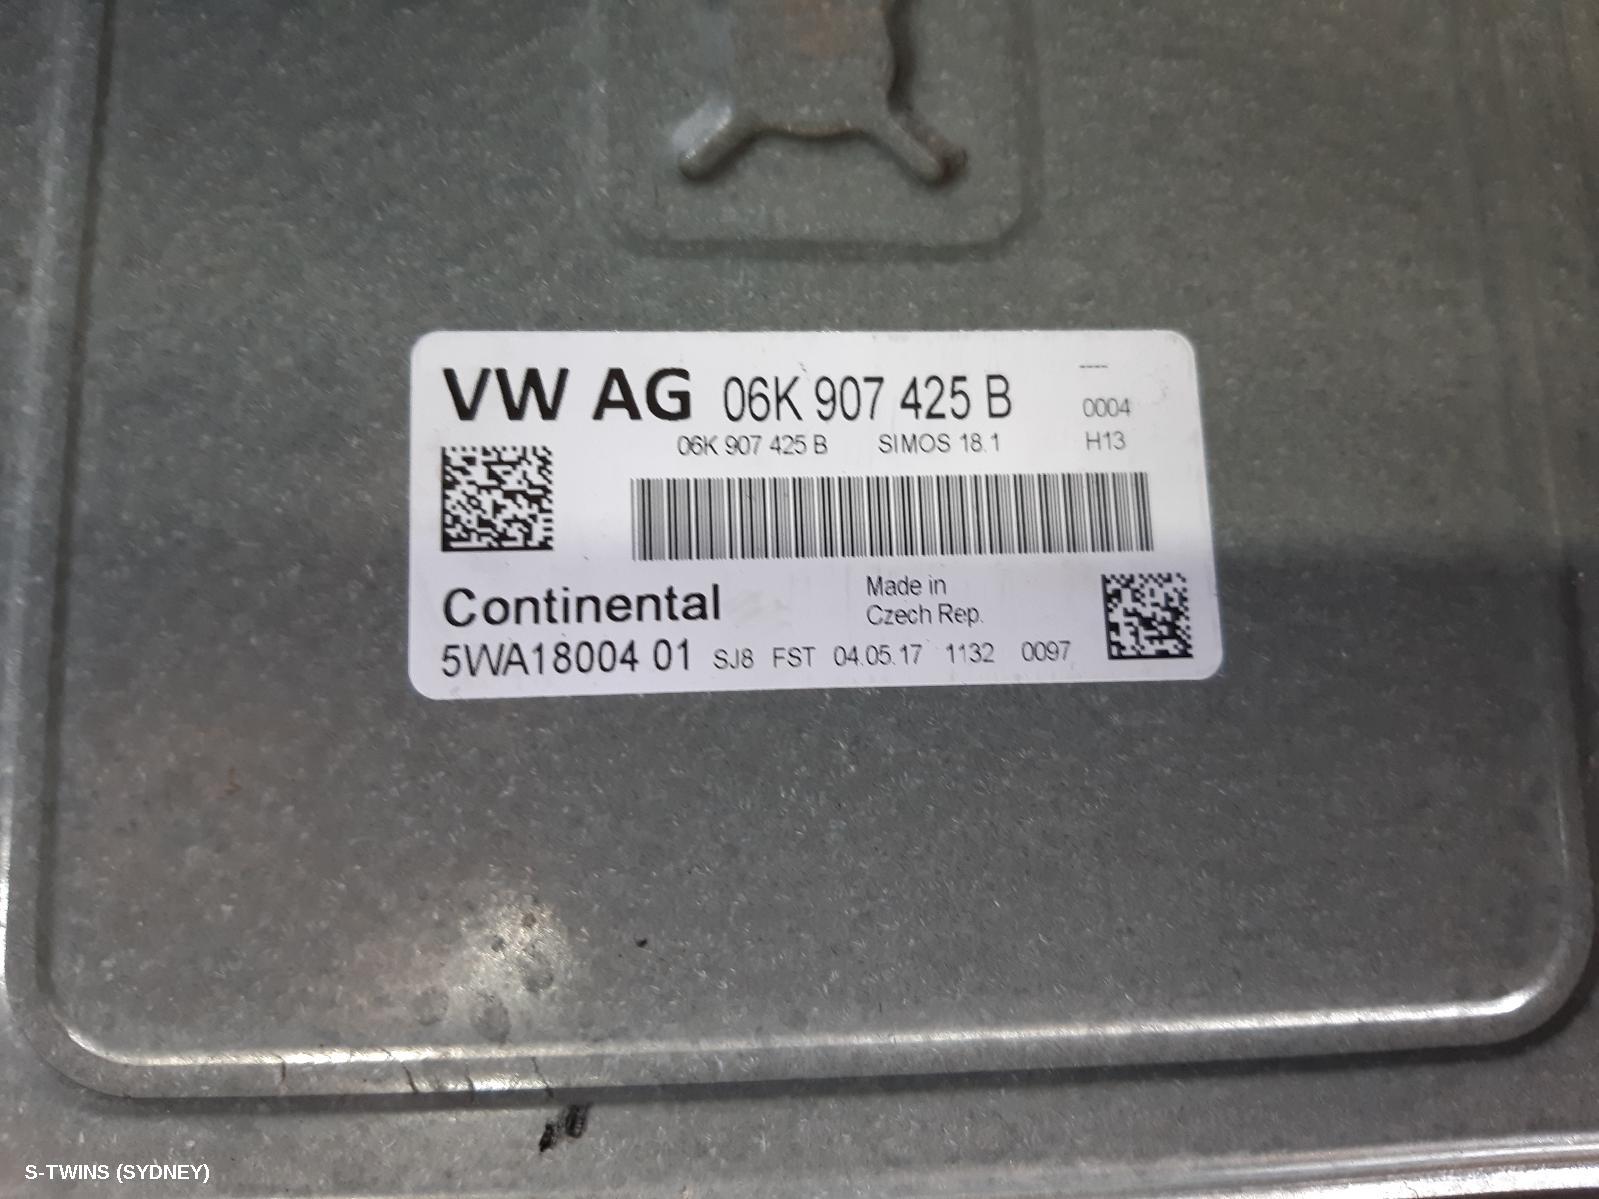 VW AG 06K 907 425 B ----
0004
06K 907 425 B SIMOS 18.1 H13
Continental
Made in
Czech Rep.
5WA18004 01 SJ8 FST 04.05.17 1132 0097
S-TWINS (SYDNEY)